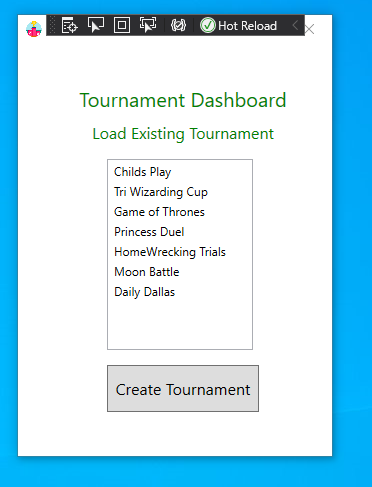 Hot Reload
Tournament Dashboard
Load Existing Tournament
Childs Play
Tri Wizarding Cup
Game of Thrones
Princess Duel
HomeWrecking Trials
Moon Battle
Daily Dallas
Create Tournament